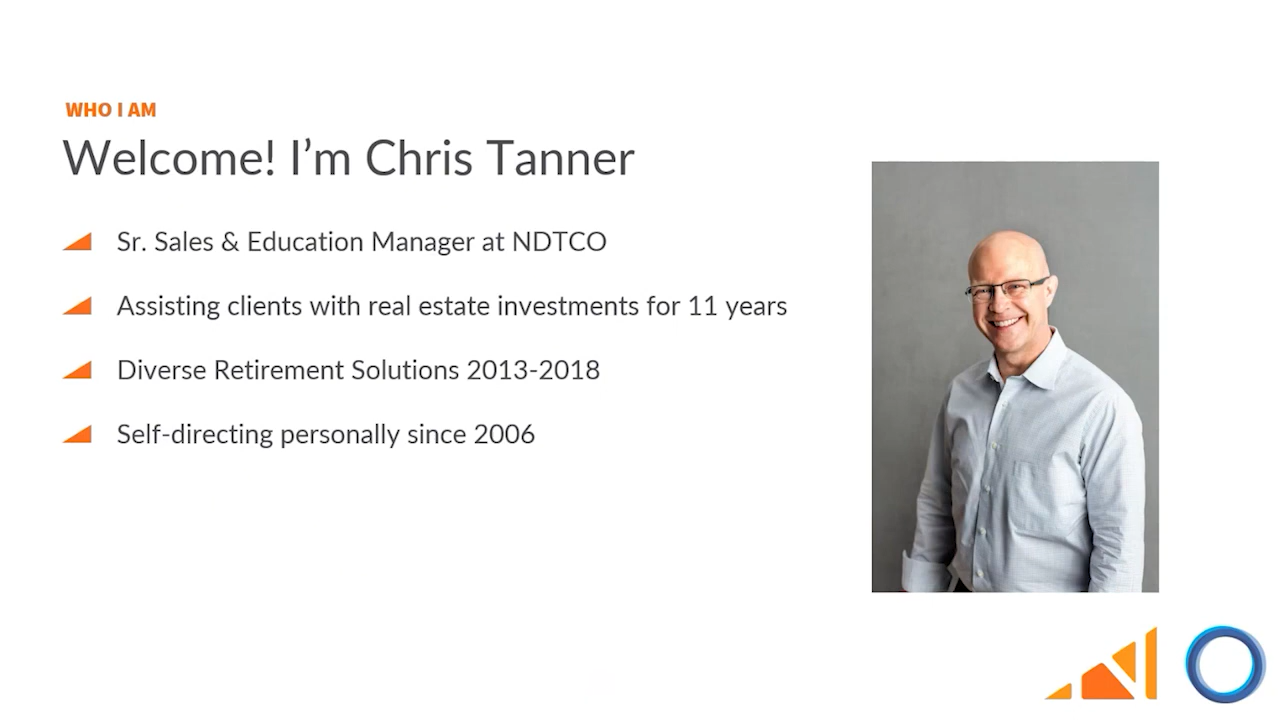 WHO I AM
Welcome! I’m Chris Tanner
Sr. Sales & Education Manager at NDTCO
Assisting clients with real estate investments for 11 years
Diverse Retirement Solutions 2013-2018
Self-directing personally since 2006